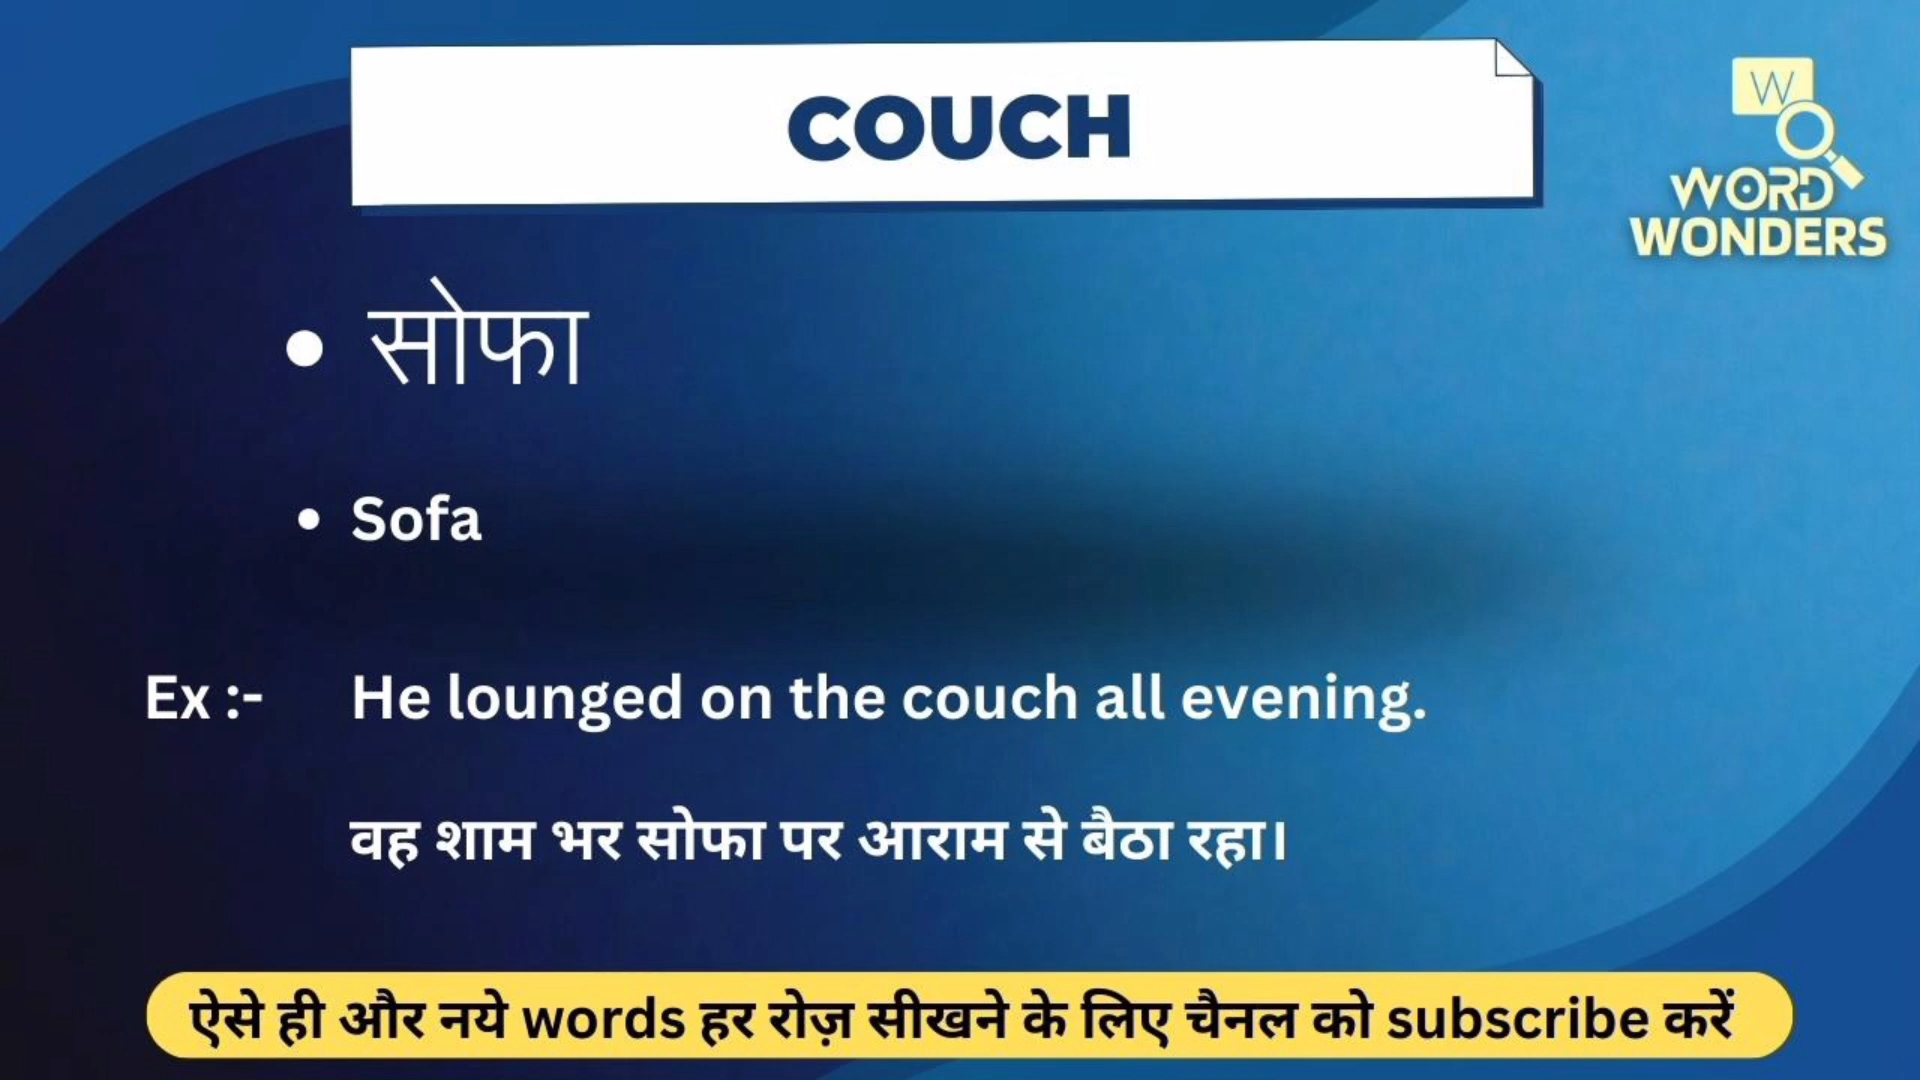 COUCH
W
WORD
WONDERS
• सोफा
• Sofa
Ex :- He lounged on the couch all evening.
वह शाम भर सोफा पर आराम से बैठा रहा।
ऐसे ही और नये words हर रोज़ सीखने के लिए चैनल को subscribe करें